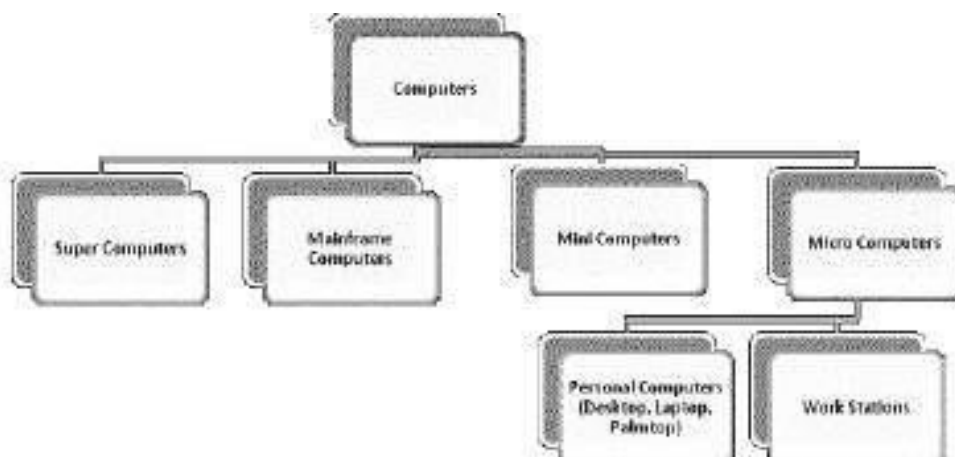 Computers
Super Computers
Mainframe
Computers
Mini Computers
Micro Computers
Personal Computers
(Desktop, Laptop,
Palmtop)
Work Stations